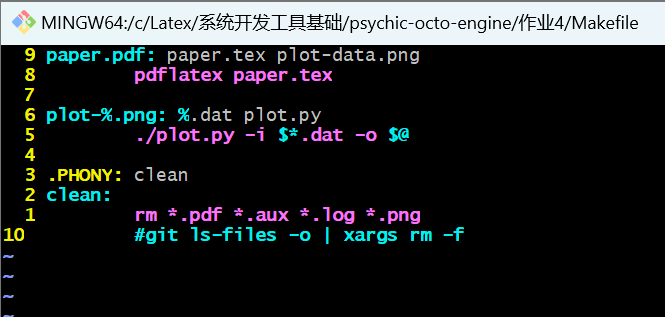 MINGW64:/c/Latex/系统开发工具基础/psychic-octo-engine/作业4/Makefile
9 paper.pdf: paper.tex plot-data.png
8 pdflatex paper.tex
7
6 plot-%.png: %.dat plot.py
5 ./plot.py -i $*.dat -o $@
4
3 .PHONY: clean
2 clean:
1 rm *.pdf *.aux *.log *.png
10 #git ls-files -o | xargs rm -f
~
~
~
~